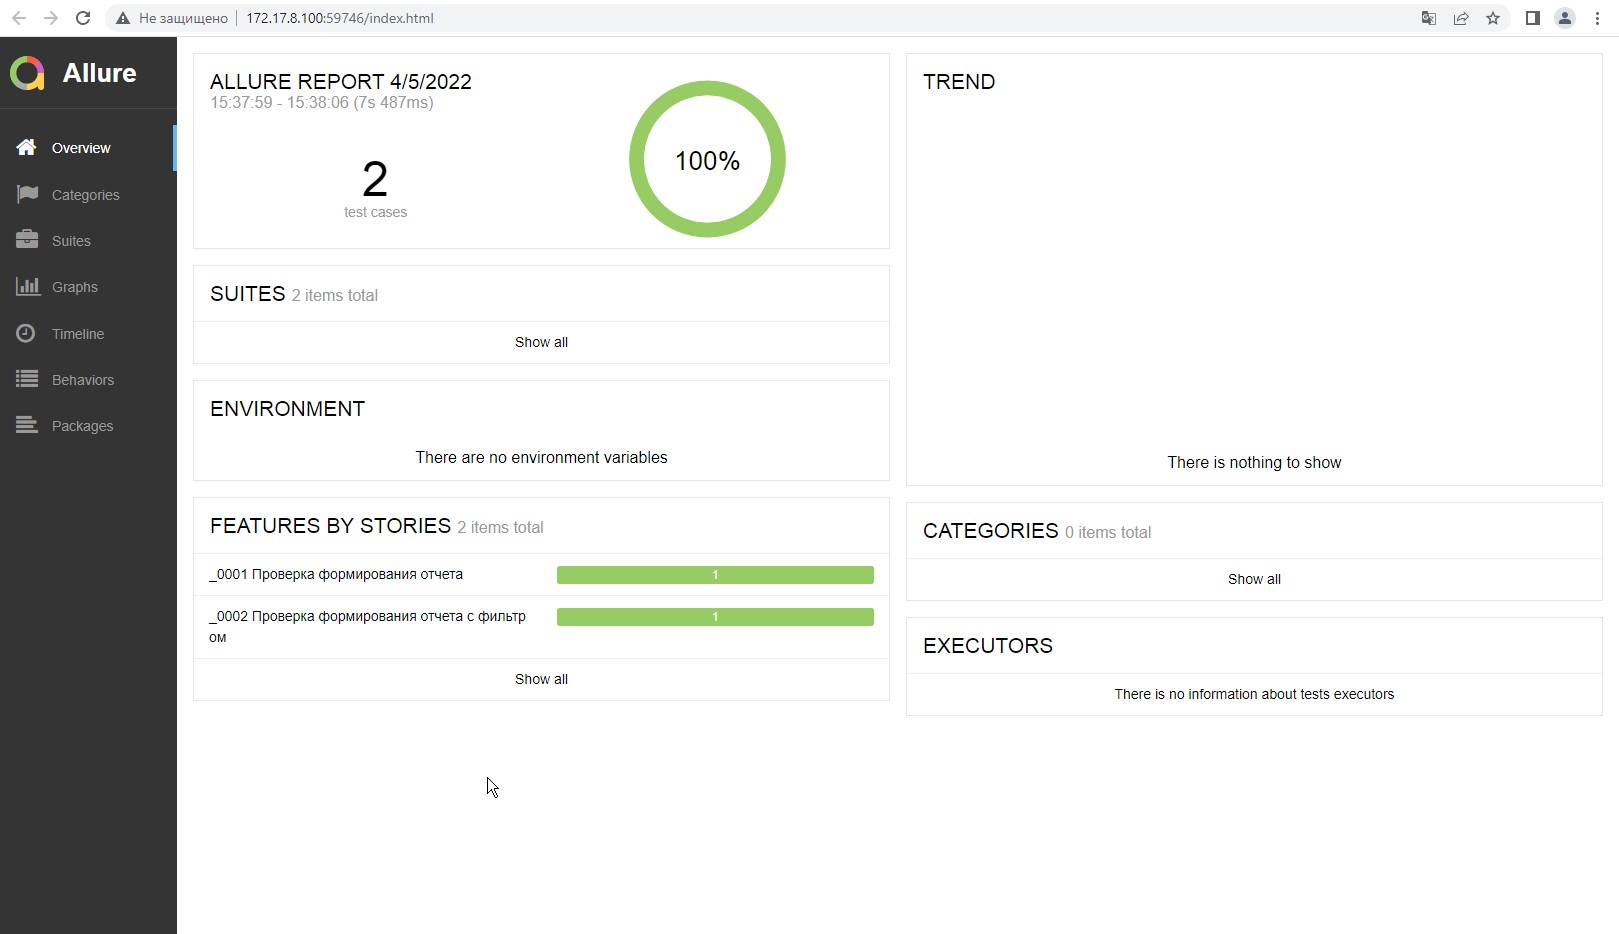 Не защищено
172.17.8.100:59746/index.html
Allure
Overview
Categories
Suites
Graphs
Timeline
Behaviors
Packages
ALLURE REPORT 4/5/2022
15:37:59 - 15:38:06 (7s 487ms)
2
test cases
100%
SUITES 2 items total
Show all
ENVIRONMENT
There are no environment variables
FEATURES BY STORIES 2 items total
_0001 Проверка формирования отчета
1
_0002 Проверка формирования отчета с фильтр
ом
1
Show all
TREND
There is nothing to show
CATEGORIES 0 items total
Show all
EXECUTORS
There is no information about tests executors